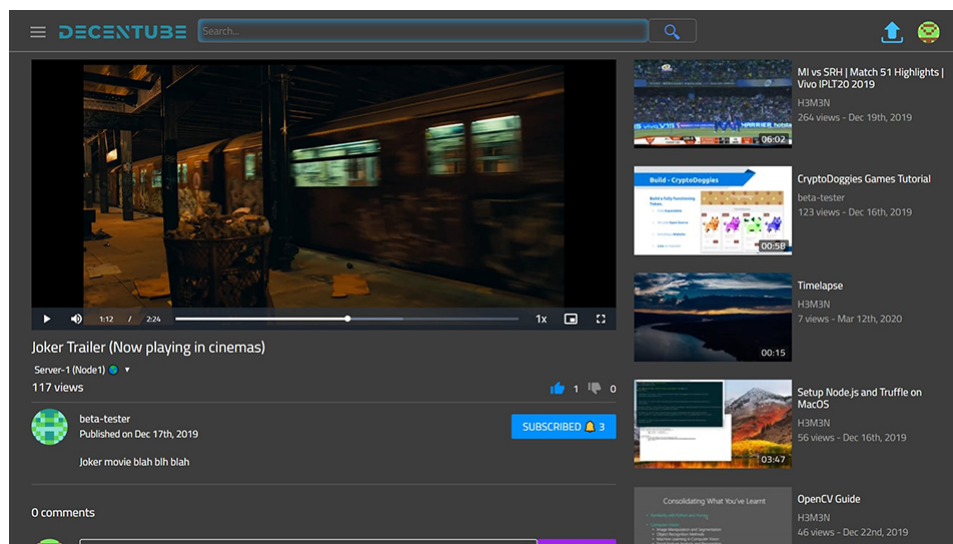 DECENTUBE
Search...
1:12 / 2:24
1x
Joker Trailer (Now playing in cinemas)
Server-1 (Node1)
117 views
1
0
beta-tester
Published on Dec 17th, 2019
SUBSCRIBED 3
Joker movie blah blh blah
0 comments
06:02
MI vs SRH | Match 51 Highlights |
Vivo IPLT20 2019
H3M3N
264 views - Dec 19th, 2019
Build - CryptoDoggies
00:58
CryptoDoggies Games Tutorial
beta-tester
123 views - Dec 16th, 2019
00:15
Timelapse
H3M3N
7 views - Mar 12th, 2020
03:47
Setup Node.js and Truffle on
MacOS
H3M3N
56 views - Dec 16th, 2019
Consolidating What You've Learnt
OpenCV Guide
H3M3N
46 views - Dec 22nd, 2019